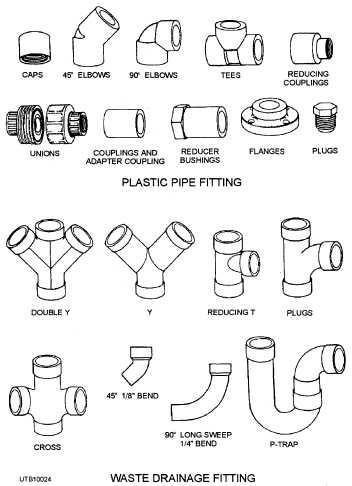 CAPS
45° ELBOWS
90° ELBOWS
TEES
REDUCING
COUPLINGS
UNIONS
COUPLINGS AND
ADAPTER COUPLING
REDUCER
BUSHINGS
FLANGES
PLUGS
PLASTIC PIPE FITTING
DOUBLE Y
Y
REDUCING T
PLUGS
CROSS
45° 1/8" BEND
90° LONG SWEEP
1/4" BEND
P-TRAP
UTB10024
WASTE DRAINAGE FITTING